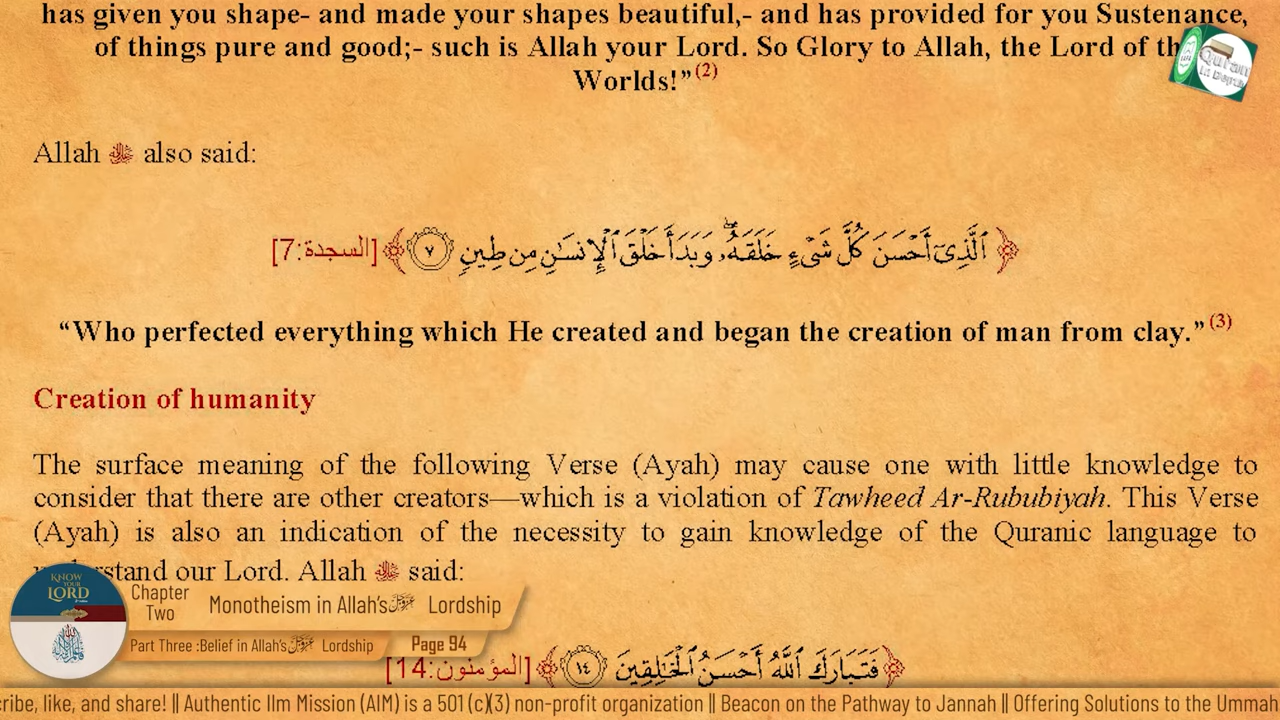 has given you shape- and made your shapes beautiful,- and has provided for you Sustenance,
of things pure and good;- such is Allah your Lord. So Glory to Allah, the Lord of th
Worlds!”(2)
Allah ﷻ also said:
﴿ ٱلَّذِىٓ أَحْسَنَ كُلَّ شَىْءٍ خَلَقَهُۥۖ وَبَدَأَ خَلْقَ ٱلْإِنسَـٰنِ مِن طِينٍ ٧ ﴾ [السجدة:7]
“Who perfected everything which He created and began the creation of man from clay.”(3)
Creation of humanity
The surface meaning of the following Verse (Ayah) may cause one with little knowledge to
consider that there are other creators—which is a violation of Tawheed Ar-Rububiyah. This Verse
(Ayah) is also an indication of the necessity to gain knowledge of the Quranic language to
understand our Lord. Allah ﷻ said:
KNOW
YOUR
LORD
Chapter
Two
Monotheism in Allah’s Lordship
Part Three :Belief in Allah’s Lordship
Page 94
﴿ فَتَبَارَكَ ٱللَّهُ أَحْسَنُ ٱلْخَـٰلِقِينَ ١٤ ﴾ [المؤمنون:14]
cribe, like, and share! || Authentic Ilm Mission (AIM) is a 501 (c)(3) non-profit organization || Beacon on the Pathway to Jannah || Offering Solutions to the Ummah